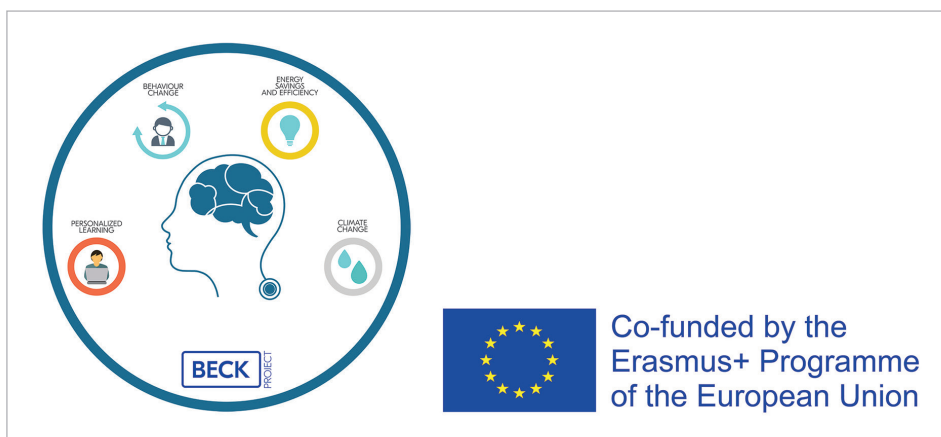 BEHAVIOUR
CHANGE
ENERGY
SAVINGS
AND EFFICIENCY
PERSONALIZED
LEARNING
CLIMATE
CHANGE
BECK
PROJECT
Co-funded by the
Erasmus+ Programme
of the European Union